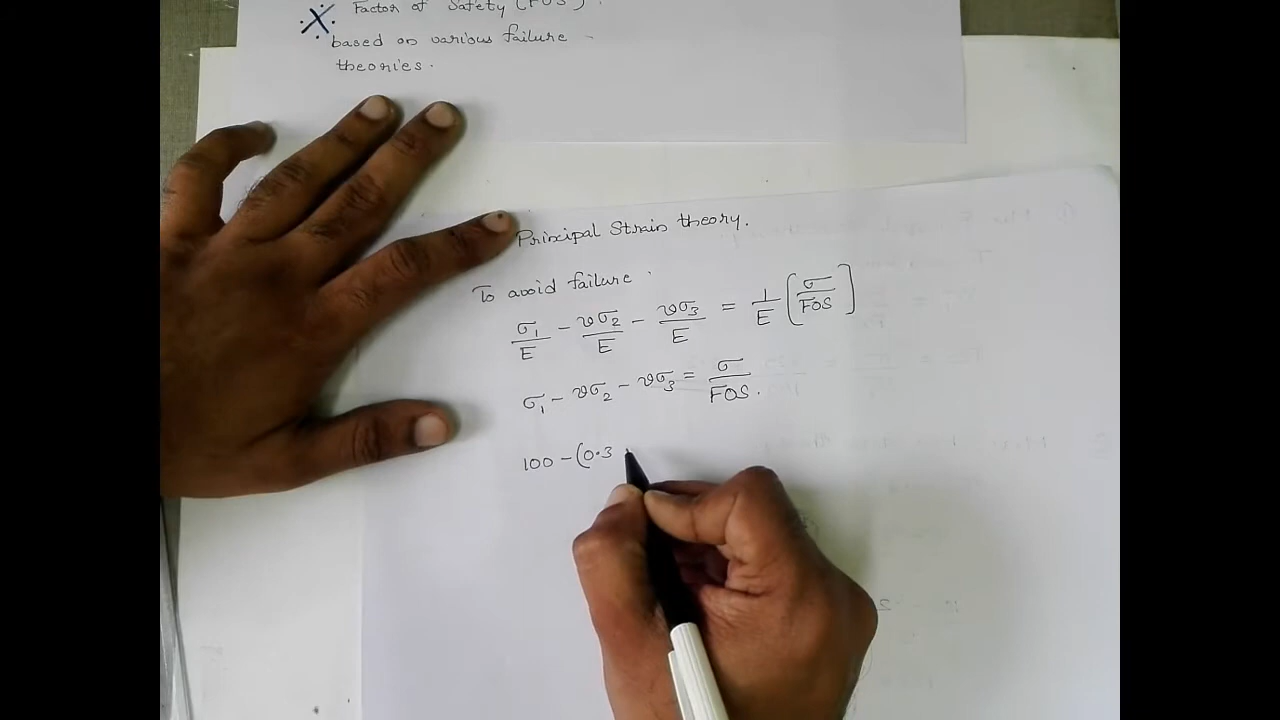 Factor of Safety (FOS)
based on various failure
theories.
Principal Strain theory.
To avoid failure
σ₁/E - νσ₂/E - νσ₃/E = 1/E [σ/FOS]
σ₁ - νσ₂ - νσ₃ = σ/FOS.
100 - (0.3